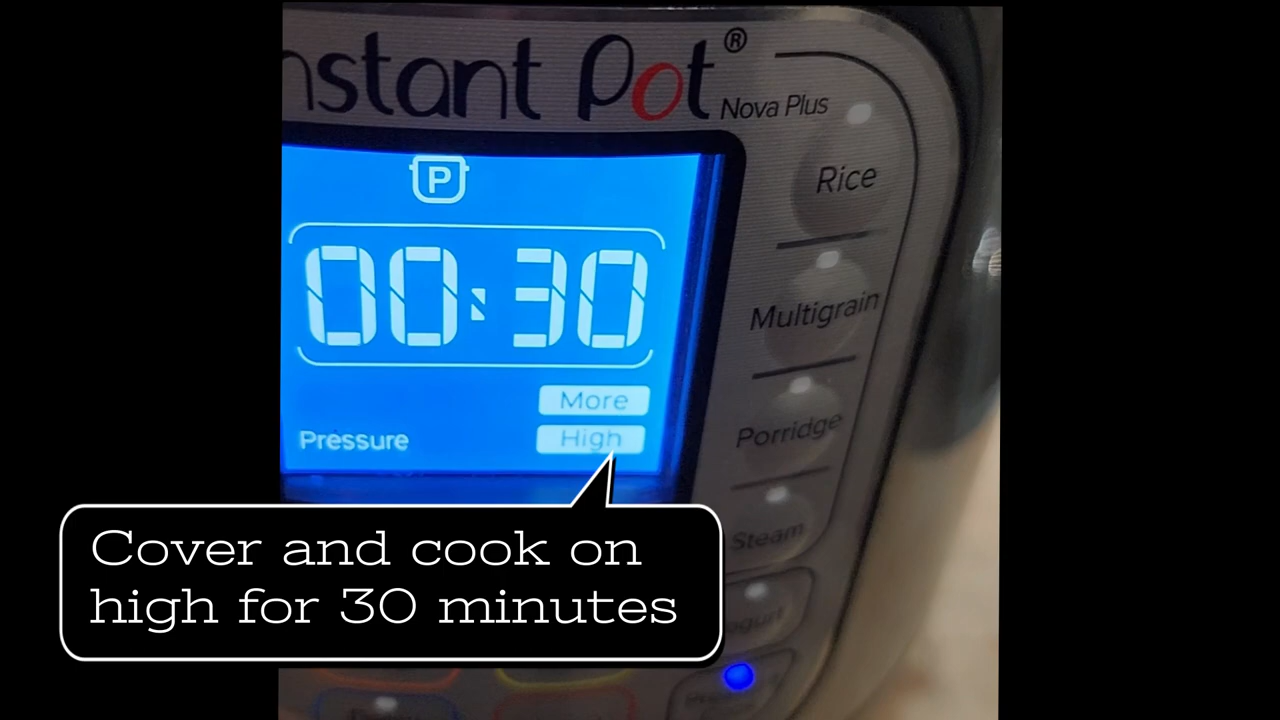 nstant Pot®
Nova Plus
Rice
P
00:30
Multigrain
More
Pressure High
Porridge
Steam
Cover and cook on
high for 30 minutes